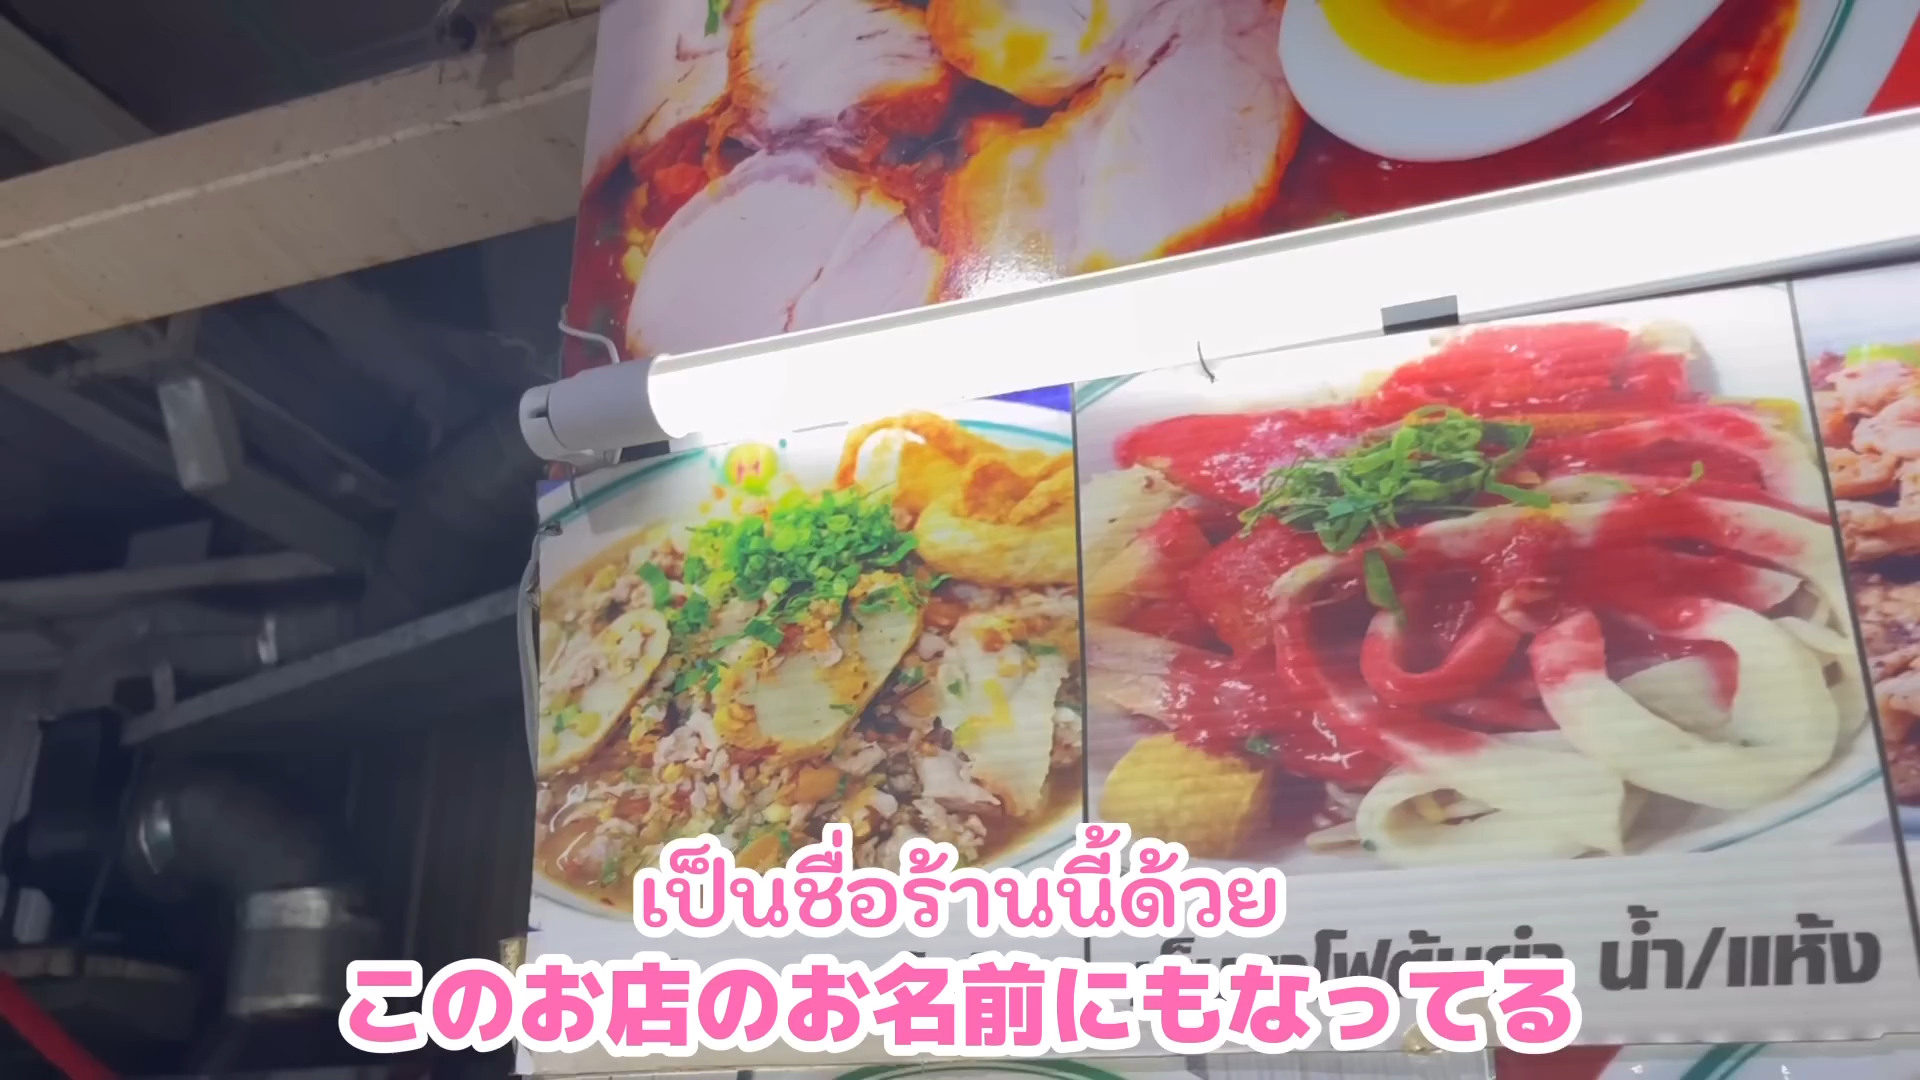 เป็นชื่อร้านนี้ด้วย
น้ำ/แห้ง
このお店のお名前にもなってる